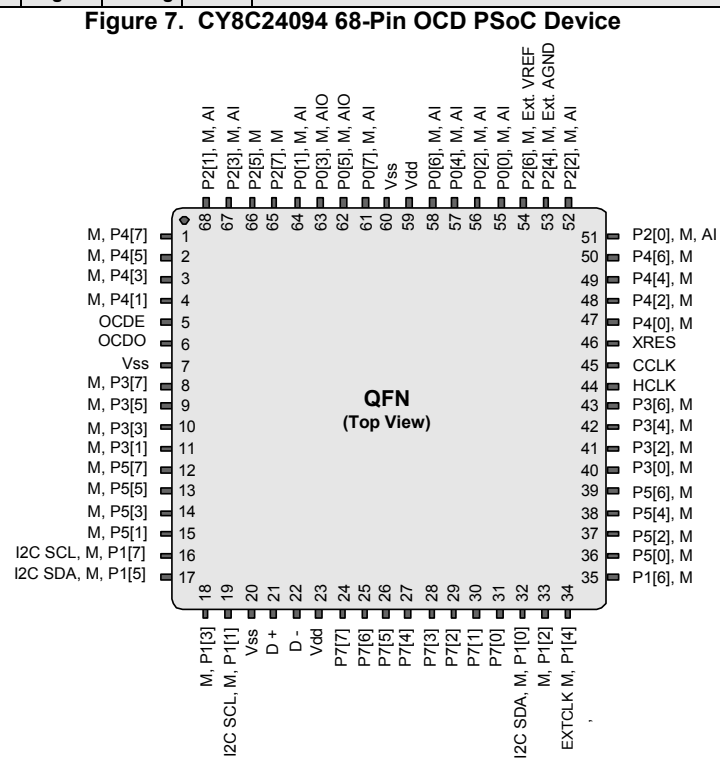 Figure 7. CY8C24094 68-Pin OCD PSoC Device
P2[1], M, AI
P2[3], M, AI
P2[5], M
P2[7], M
P0[1], M, AI
P0[3], M, AIO
P0[5], M, AIO
P0[7], M, AI
Vss
Vdd
P0[6], M, AI
P0[4], M, AI
P0[2], M, AI
P0[0], M, AI
P2[6], M, Ext. VREF
P2[4], M, Ext. AGND
P2[2], M, AI
68
67
66
65
64
63
62
61
60
59
58
57
56
55
54
53
52
M, P4[7] 1
M, P4[5] 2
M, P4[3] 3
M, P4[1] 4
OCDE 5
OCDO 6
Vss 7
M, P3[7] 8
M, P3[5] 9
M, P3[3] 10
M, P3[1] 11
M, P5[7] 12
M, P5[5] 13
M, P5[3] 14
M, P5[1] 15
I2C SCL, M, P1[7] 16
I2C SDA, M, P1[5] 17
QFN
(Top View)
51 P2[0], M, AI
50 P4[6], M
49 P4[4], M
48 P4[2], M
47 P4[0], M
46 XRES
45 CCLK
44 HCLK
43 P3[6], M
42 P3[4], M
41 P3[2], M
40 P3[0], M
39 P5[6], M
38 P5[4], M
37 P5[2], M
36 P5[0], M
35 P1[6], M
18
19
20
21
22
23
24
25
26
27
28
29
30
31
32
33
34
M, P1[3]
I2C SCL, M, P1[1]
Vss
D +
D -
Vdd
P7[7]
P7[6]
P7[5]
P7[4]
P7[3]
P7[2]
P7[1]
P7[0]
I2C SDA, M, P1[0]
M, P1[2]
EXTCLK, M, P1[4]